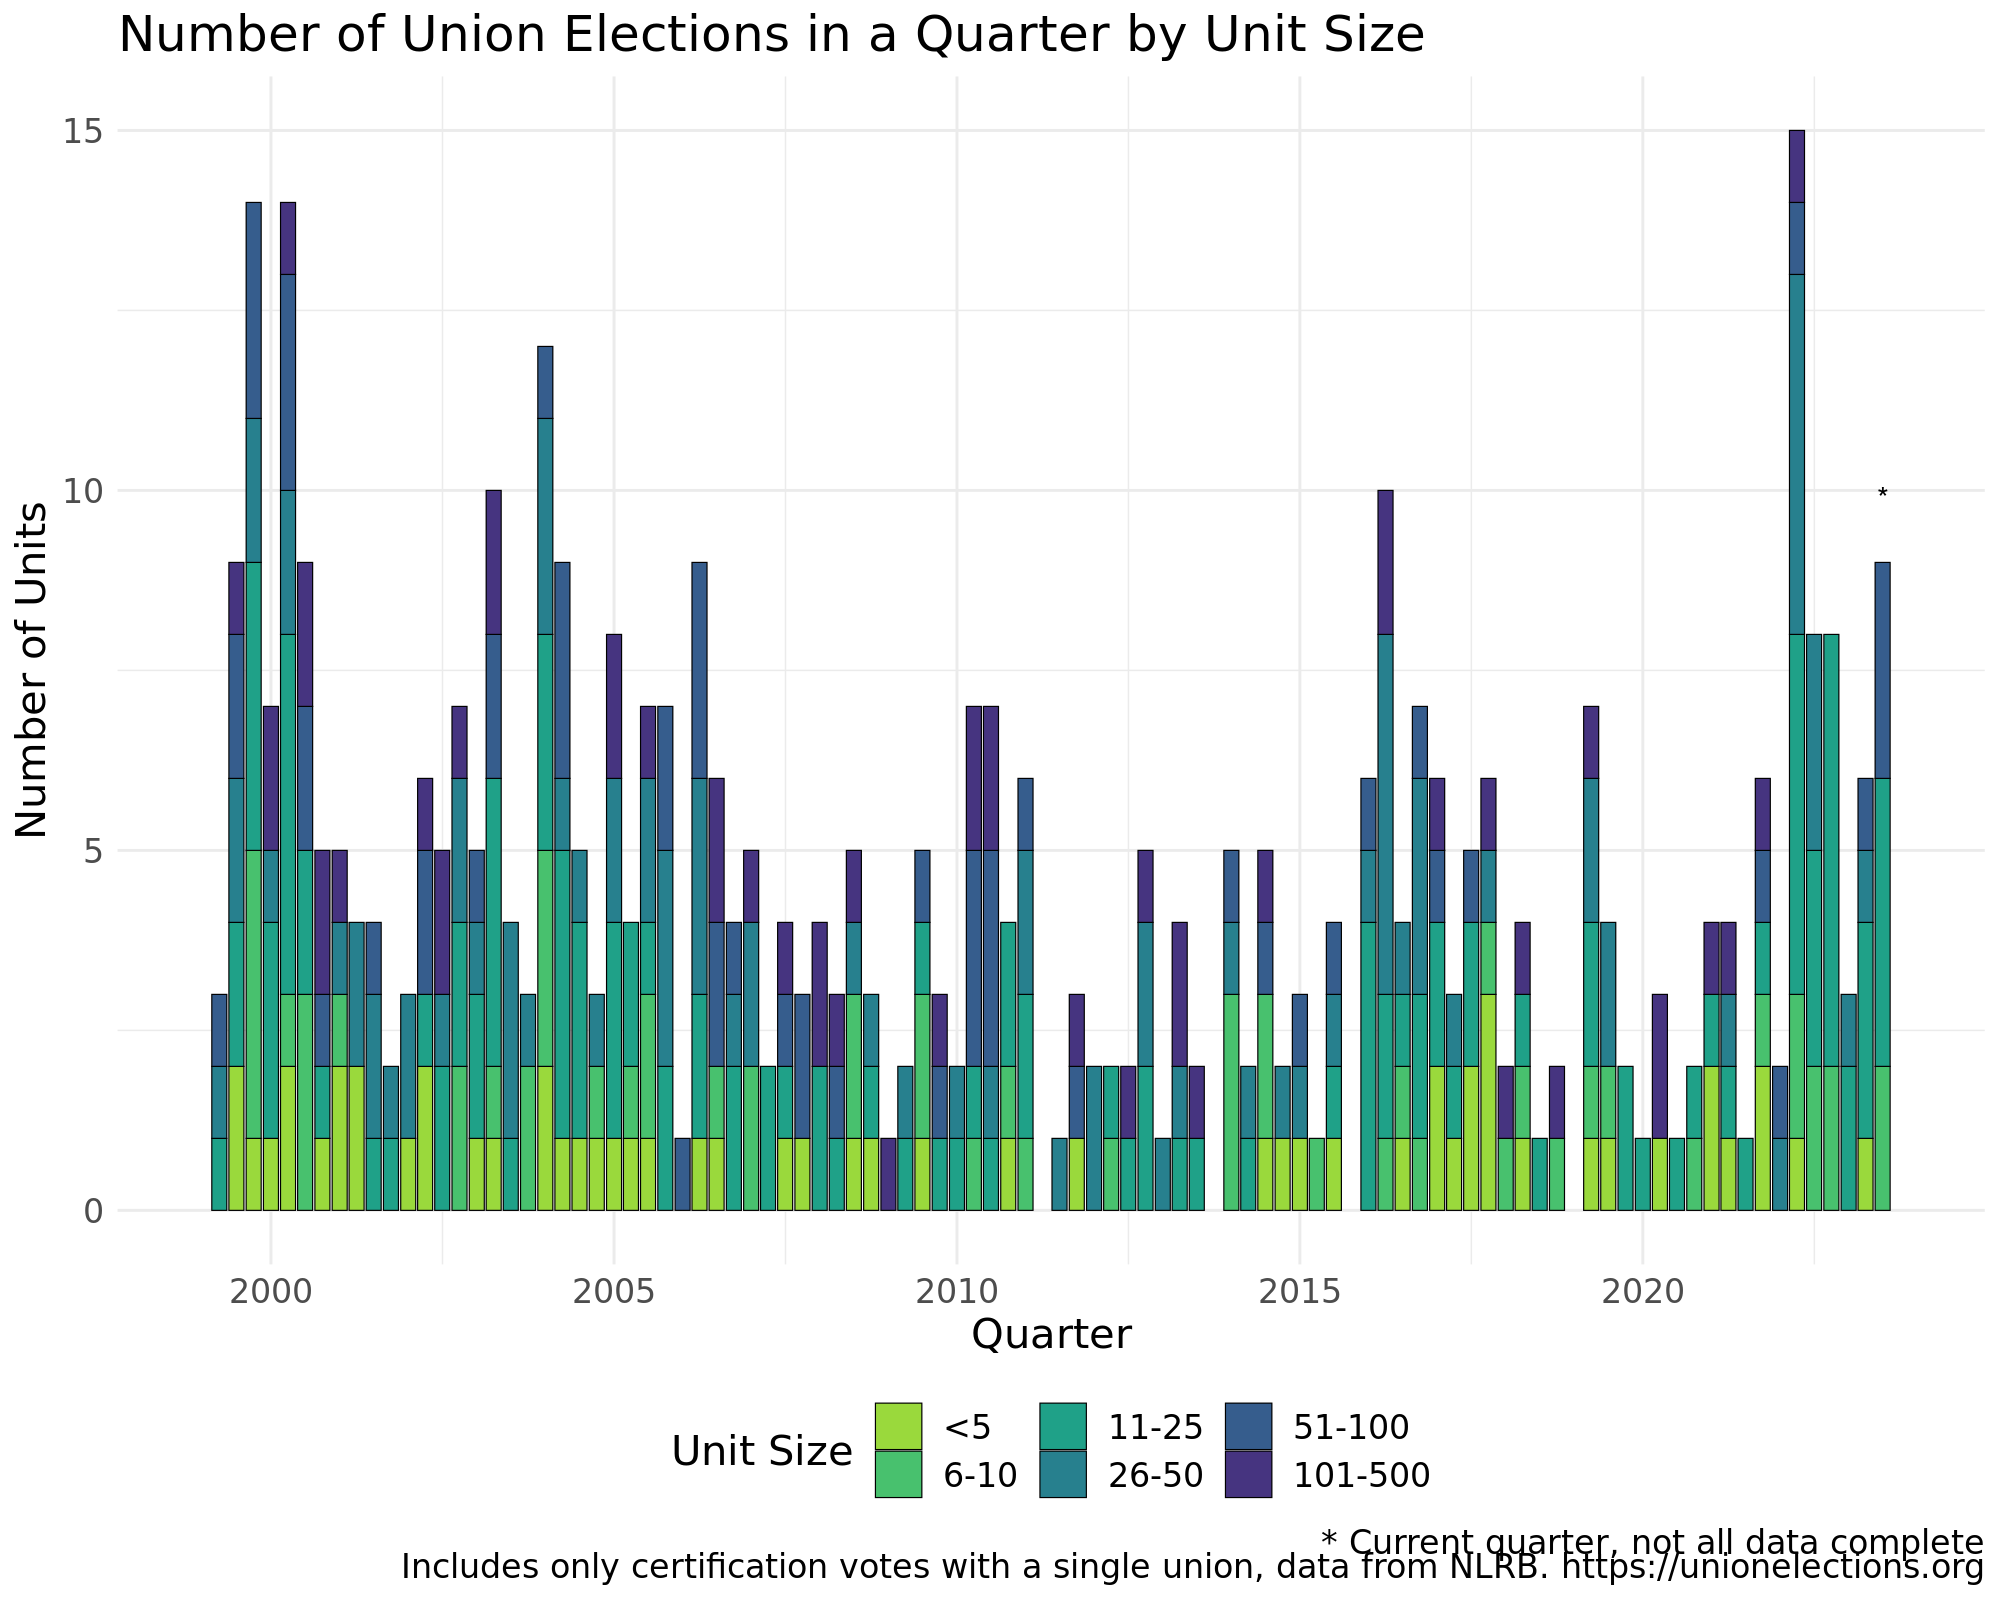 Number of Union Elections in a Quarter by Unit Size
Number of Units
15
10
5
0
*
2000 2005 2010 2015 2020
Quarter
Unit Size
<5 11-25 51-100
6-10 26-50 101-500
* Current quarter, not all data complete
Includes only certification votes with a single union, data from NLRB. https://unionelections.org